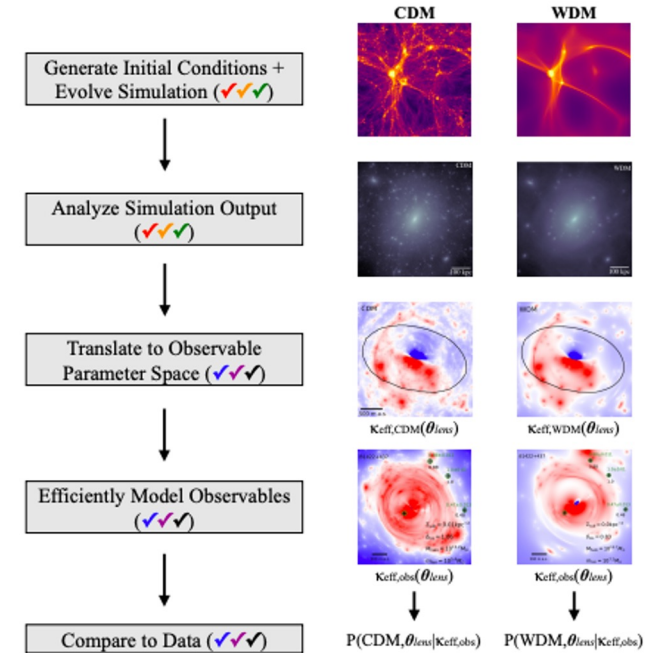 CDM
WDM
Generate Initial Conditions +
Evolve Simulation (✓✓✓)
CDM
WDM
100 kpc
100 kpc
Analyze Simulation Output
(✓✓✓)
CDM
WDM
Translate to Observable
Parameter Space (✓✓✓)
κeff,CDM(θlens)
κeff,WDM(θlens)
Efficiently Model Observables
(✓✓✓)
κeff,obs(θlens)
κeff,obs(θlens)
Compare to Data (✓✓✓)
P(CDM,θlens|κeff,obs)
P(WDM,θlens|κeff,obs)